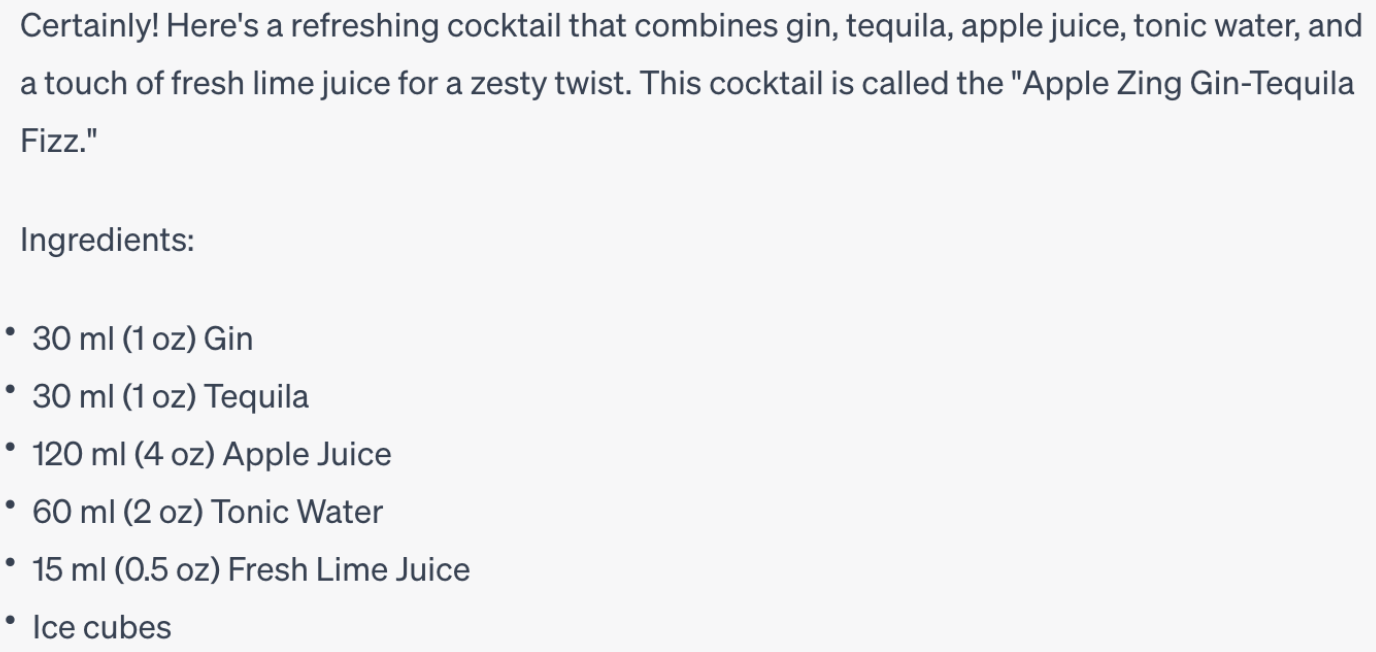 Certainly! Here's a refreshing cocktail that combines gin, tequila, apple juice, tonic water, and
a touch of fresh lime juice for a zesty twist. This cocktail is called the "Apple Zing Gin-Tequila
Fizz."
Ingredients:
• 30 ml (1 oz) Gin
• 30 ml (1 oz) Tequila
• 120 ml (4 oz) Apple Juice
• 60 ml (2 oz) Tonic Water
• 15 ml (0.5 oz) Fresh Lime Juice
• Ice cubes